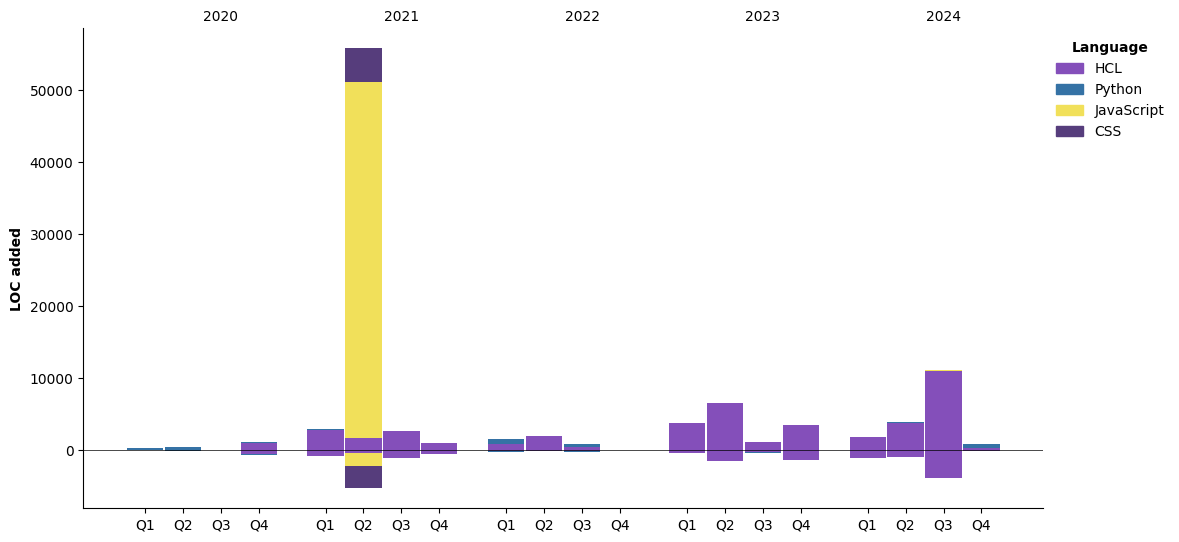 2020 2021 2022 2023 2024
Language
HCL
Python
JavaScript
CSS
LOC added
50000
40000
30000
20000
10000
0
Q1 Q2 Q3 Q4 Q1 Q2 Q3 Q4 Q1 Q2 Q3 Q4 Q1 Q2 Q3 Q4 Q1 Q2 Q3 Q4